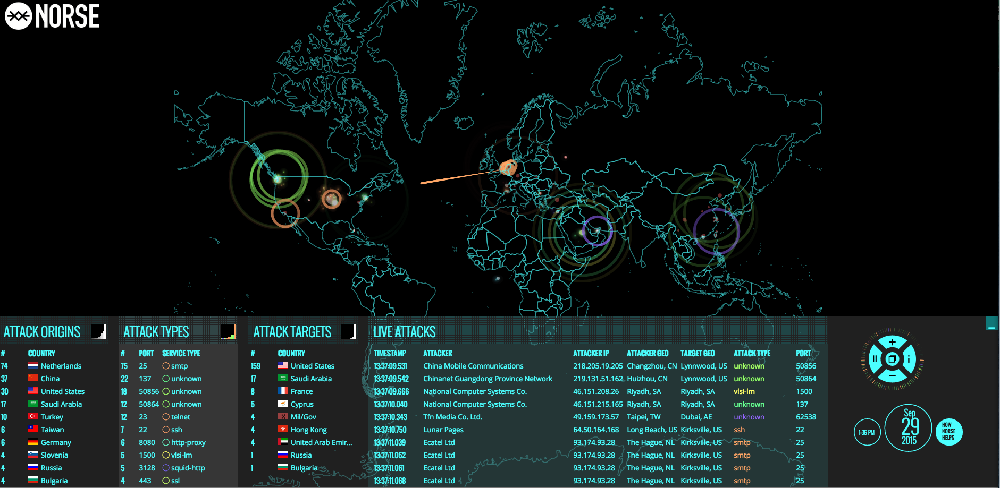 NORSE
ATTACK ORIGINS
# COUNTRY
74 Netherlands
37 China
30 United States
17 Saudi Arabia
10 Turkey
6 Taiwan
6 Germany
4 Slovenia
4 Russia
4 Bulgaria
ATTACK TYPES
# PORT SERVICE TYPE
75 25 smtp
22 137 unknown
18 50856 unknown
12 50864 unknown
12 23 telnet
7 22 ssh
6 8080 http-proxy
5 1500 vlsi-lm
5 3128 squid-http
4 443 ssl
ATTACK TARGETS
# COUNTRY
159 United States
17 Saudi Arabia
8 France
5 Cyprus
4 Mil/Gov
4 Hong Kong
4 United Arab Emir...
1 Russia
1 Bulgaria
LIVE ATTACKS
TIMESTAMP ATTACKER ATTACKER IP ATTACKER GEO TARGET GEO ATTACK TYPE PORT
13:37:09.531 China Mobile Communications 218.205.19.205 Changzhou, CN Lynnwood, US unknown 50856
13:37:09.542 Chinanet Guangdong Province Network 219.131.51.162 Huizhou, CN Lynnwood, US unknown 50864
13:37:09.666 National Computer Systems Co. 46.151.208.26 Riyadh, SA Riyadh, SA vlsi-lm 1500
13:37:10.040 National Computer Systems Co. 46.151.215.165 Riyadh, SA Riyadh, SA unknown 137
13:37:10.343 Tfn Media Co. Ltd. 49.159.173.57 Taipei, TW Dubai, AE unknown 62538
13:37:10.750 Lunar Pages 64.50.164.168 Long Beach, US Kirksville, US ssh 22
13:37:11.039 Ecatel Ltd 93.174.93.28 The Hague, NL Kirksville, US smtp 25
13:37:11.052 Ecatel Ltd 93.174.93.28 The Hague, NL Kirksville, US smtp 25
13:37:11.061 Ecatel Ltd 93.174.93.28 The Hague, NL Kirksville, US smtp 25
13:37:11.068 Ecatel Ltd 93.174.93.28 The Hague, NL Kirksville, US smtp 25
+
i
−
1:36 PM
Sep
29
2015
HOW
NORSE
HELPS